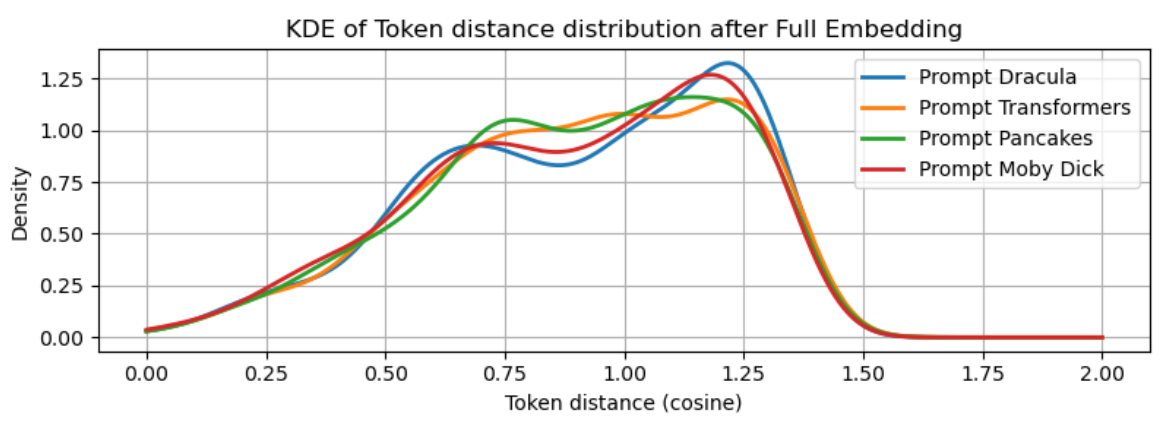 KDE of Token distance distribution after Full Embedding
Density
1.25
1.00
0.75
0.50
0.25
0.00
Prompt Dracula
Prompt Transformers
Prompt Pancakes
Prompt Moby Dick
0.00 0.25 0.50 0.75 1.00 1.25 1.50 1.75 2.00
Token distance (cosine)